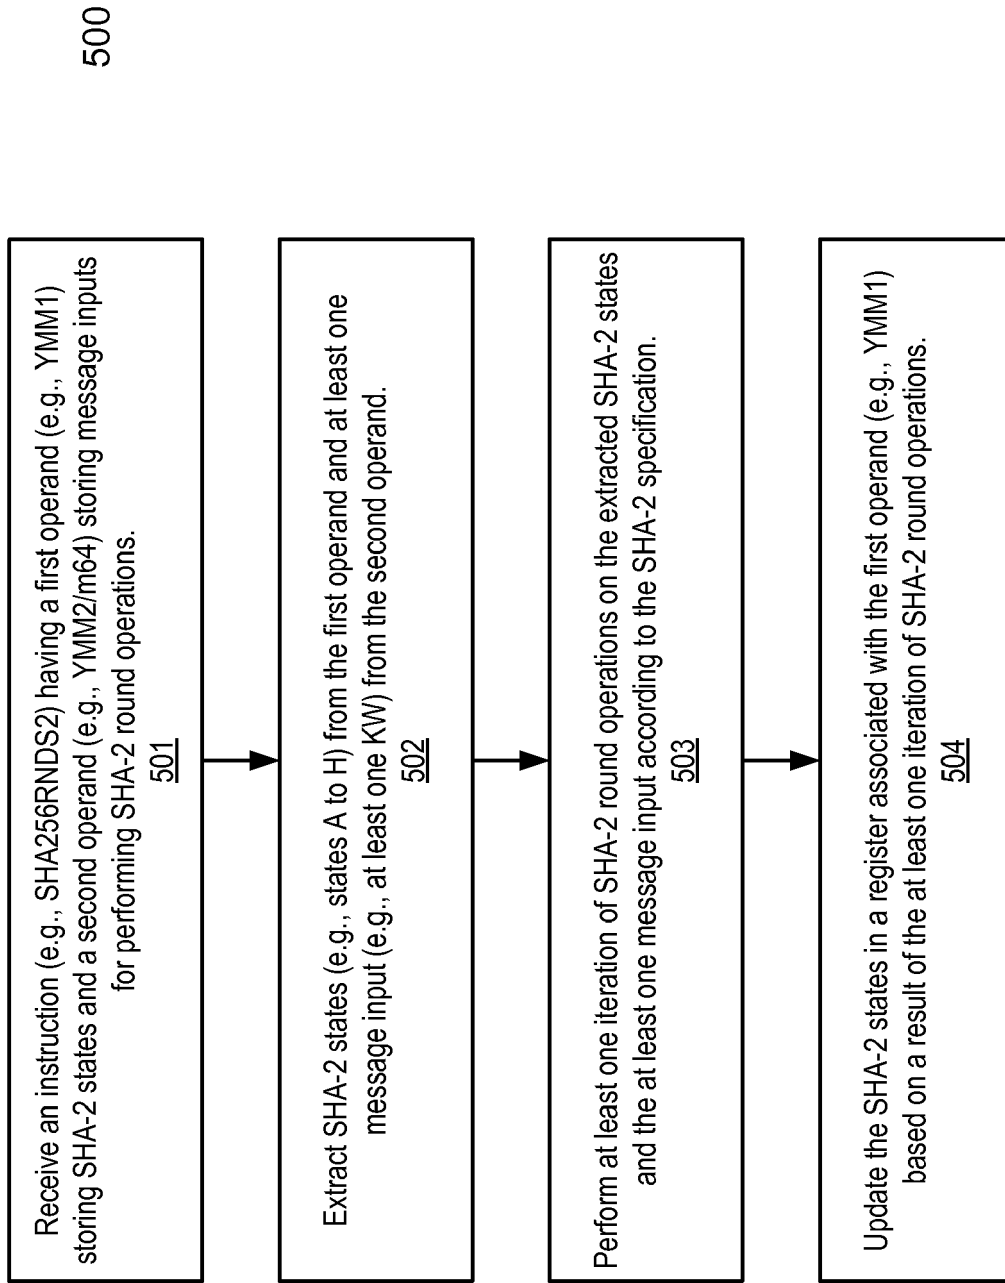 500
Receive an instruction (e.g., SHA256RNDS2) having a first operand (e.g., YMM1)
storing SHA-2 states and a second operand (e.g., YMM2/m64) storing message inputs
for performing SHA-2 round operations.
501
Extract SHA-2 states (e.g., states A to H) from the first operand and at least one
message input (e.g., at least one KW) from the second operand.
502
Perform at least one iteration of SHA-2 round operations on the extracted SHA-2 states
and the at least one message input according to the SHA-2 specification.
503
Update the SHA-2 states in a register associated with the first operand (e.g., YMM1)
based on a result of the at least one iteration of SHA-2 round operations.
504